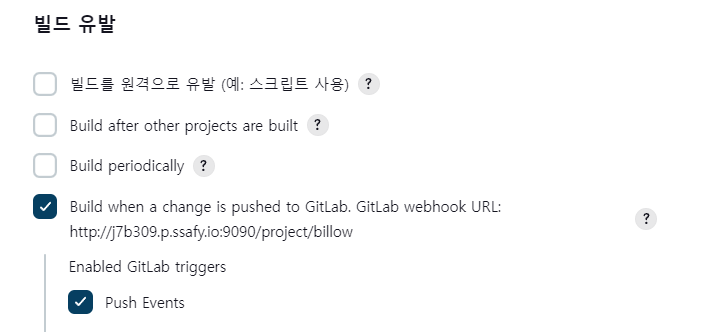 빌드 유발
빌드를 원격으로 유발 (예: 스크립트 사용) ?
Build after other projects are built ?
Build periodically ?
Build when a change is pushed to GitLab. GitLab webhook URL:
http://j7b309.p.ssafy.io:9090/project/billow ?
Enabled GitLab triggers
Push Events